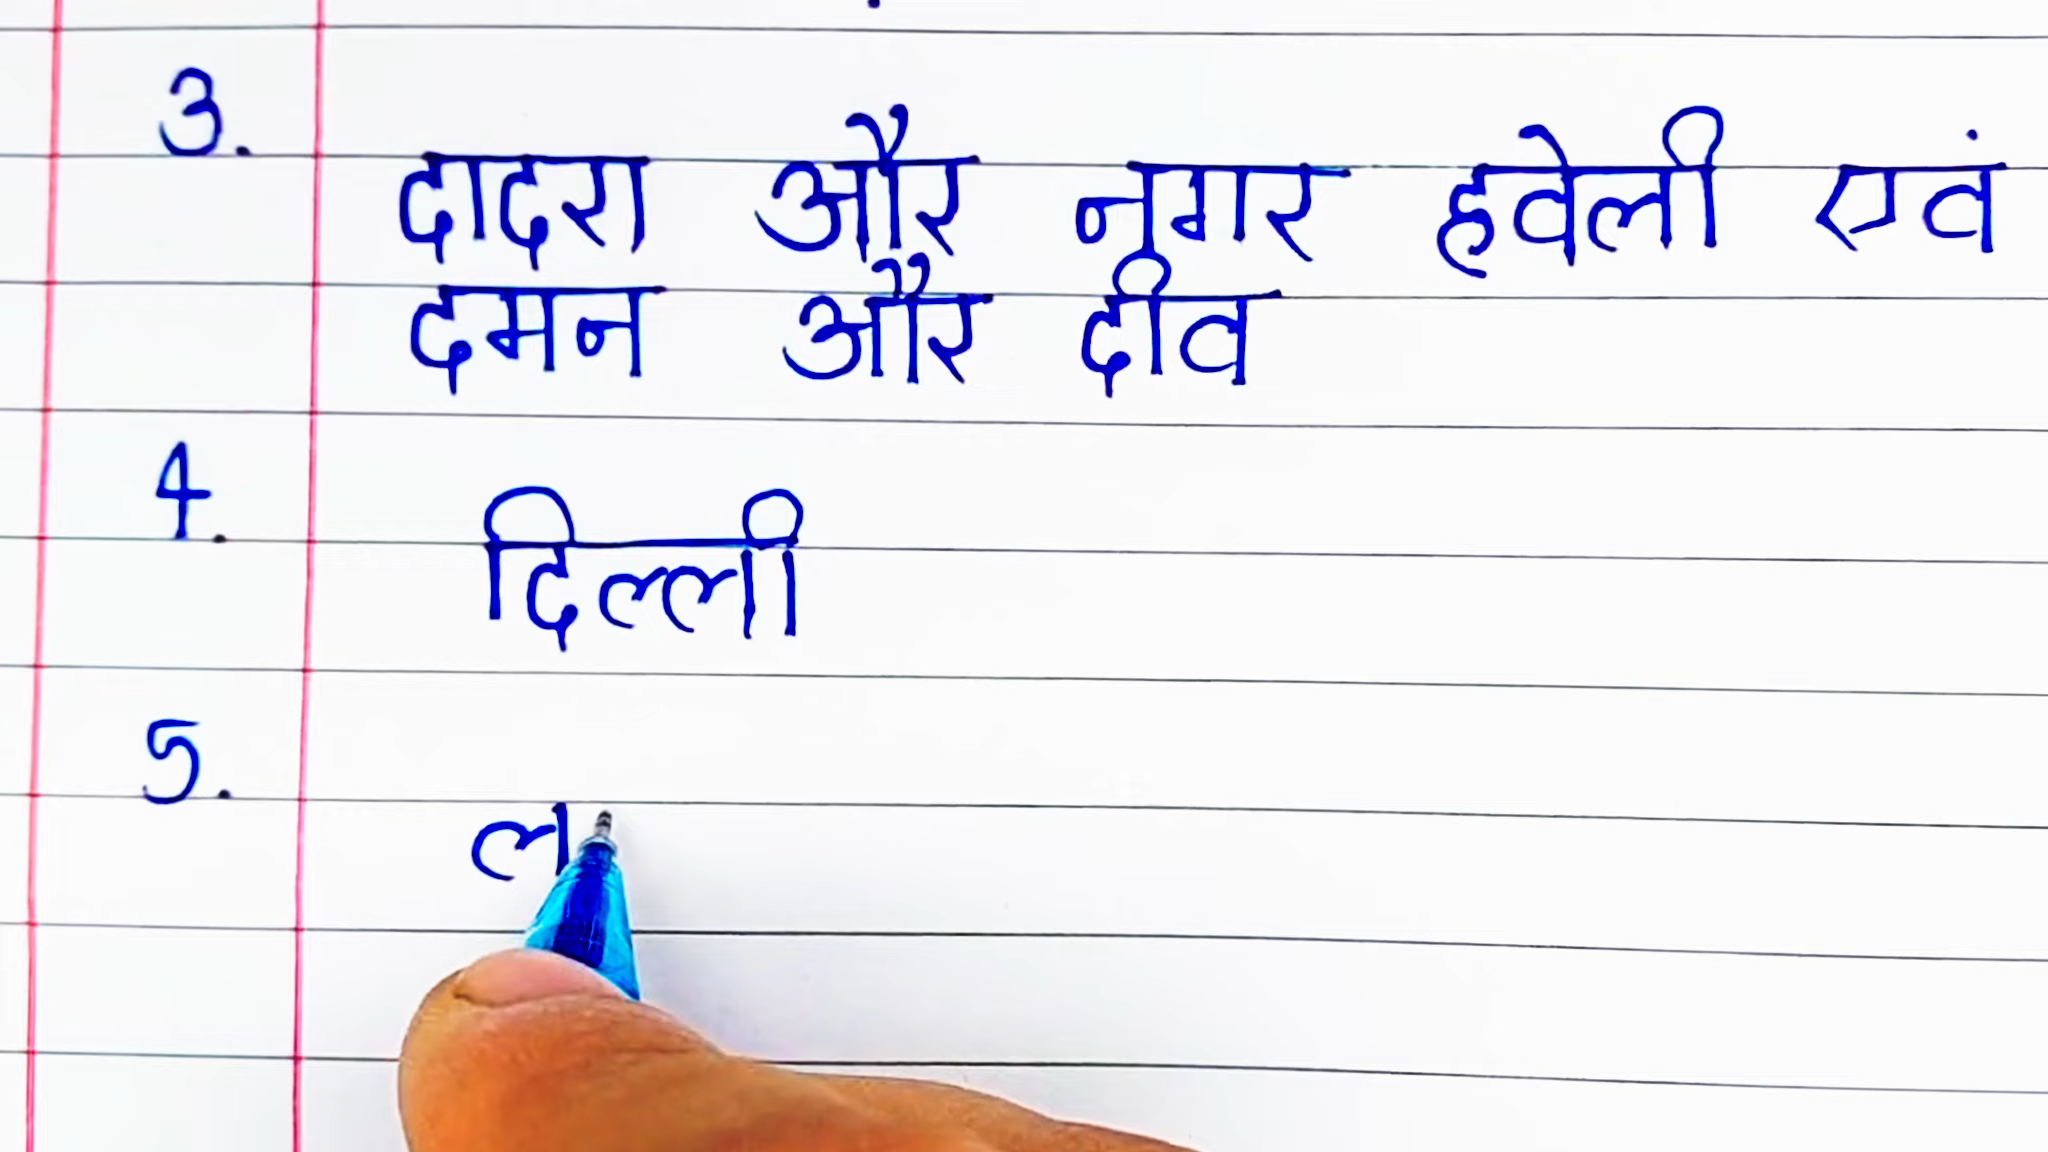 3. दादरा और नगर हवेली एवं
दमन और दीव
4. दिल्ली
5. ल